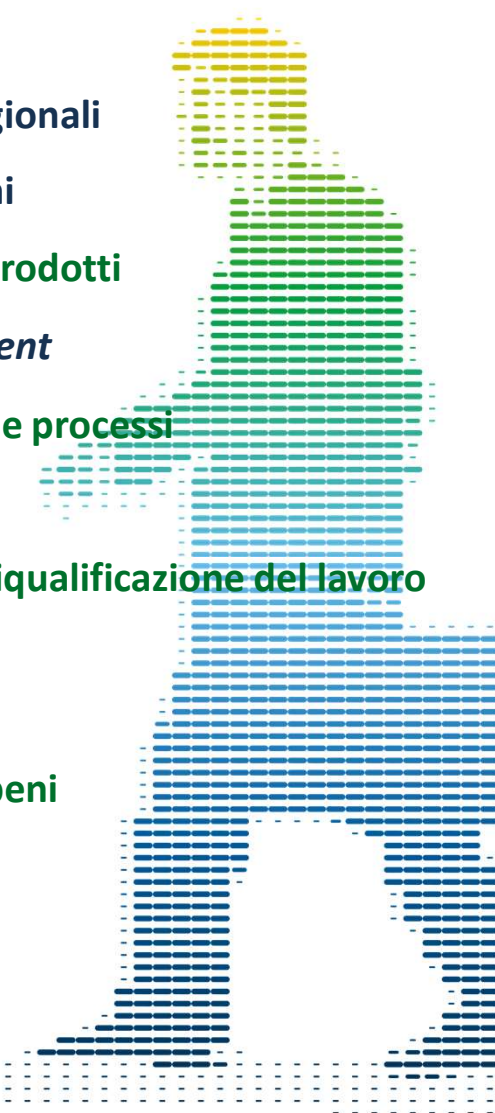 gionali
ni
rodotti
ent
e processi
iqualificazione del lavoro
beni